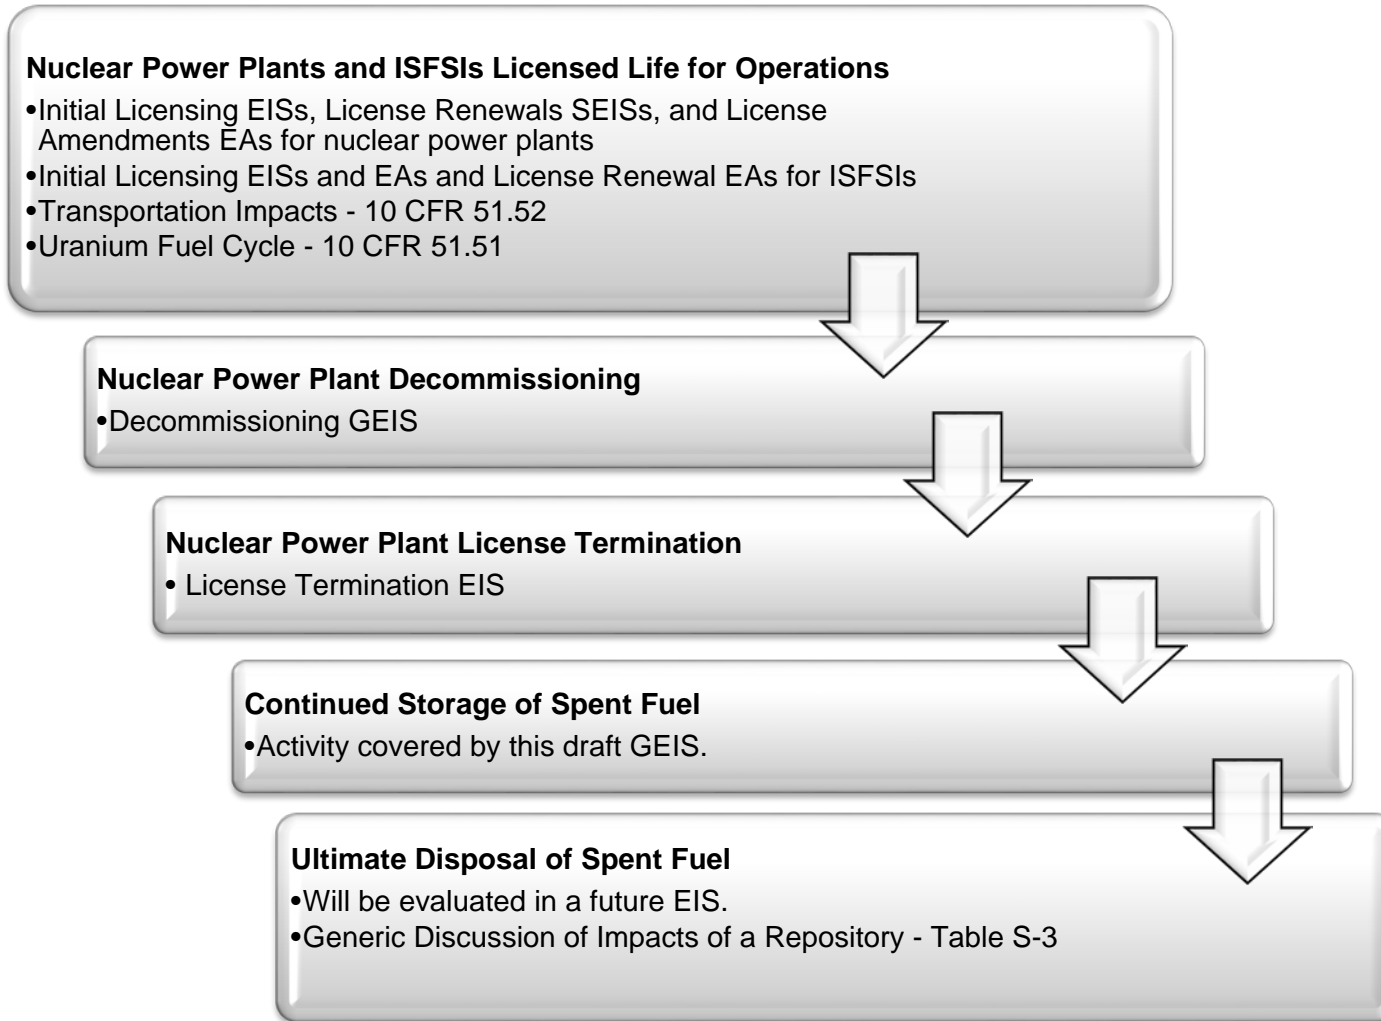 Nuclear Power Plants and ISFSIs Licensed Life for Operations
•Initial Licensing EISs, License Renewals SEISs, and License
Amendments EAs for nuclear power plants
•Initial Licensing EISs and EAs and License Renewal EAs for ISFSIs
•Transportation Impacts - 10 CFR 51.52
•Uranium Fuel Cycle - 10 CFR 51.51
Nuclear Power Plant Decommissioning
•Decommissioning GEIS
Nuclear Power Plant License Termination
• License Termination EIS
Continued Storage of Spent Fuel
•Activity covered by this draft GEIS.
Ultimate Disposal of Spent Fuel
•Will be evaluated in a future EIS.
•Generic Discussion of Impacts of a Repository - Table S-3